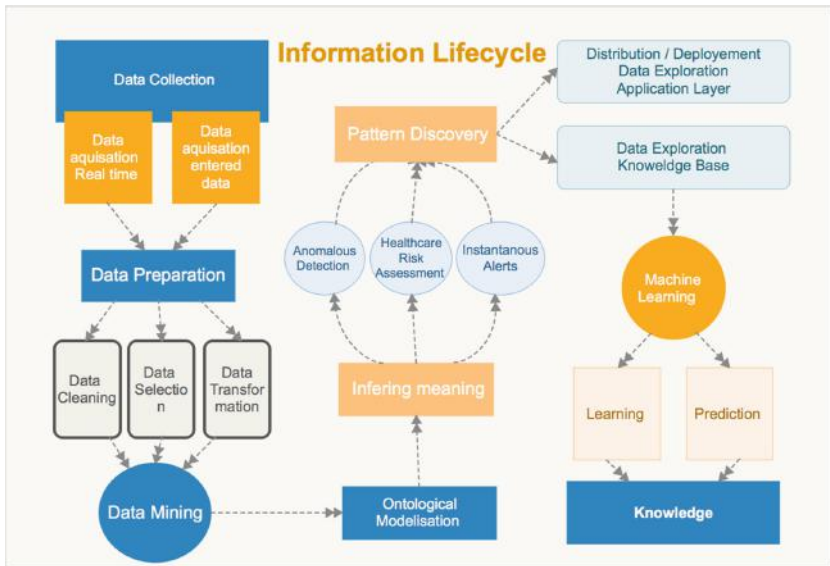 Information Lifecycle
Data Collection
Data
aquisation
Real time
Data
aquisation
entered
data
Data Preparation
Data
Cleaning
Data
Selectio
n
Data
Transfor
mation
Data Mining
Ontological
Modelisation
Infering meaning
Anomalous
Detection
Healthcare
Risk
Assessment
Instantanous
Alerts
Pattern Discovery
Distribution / Deployement
Data Exploration
Application Layer
Data Exploration
Knoweldge Base
Machine
Learning
Learning
Prediction
Knowledge